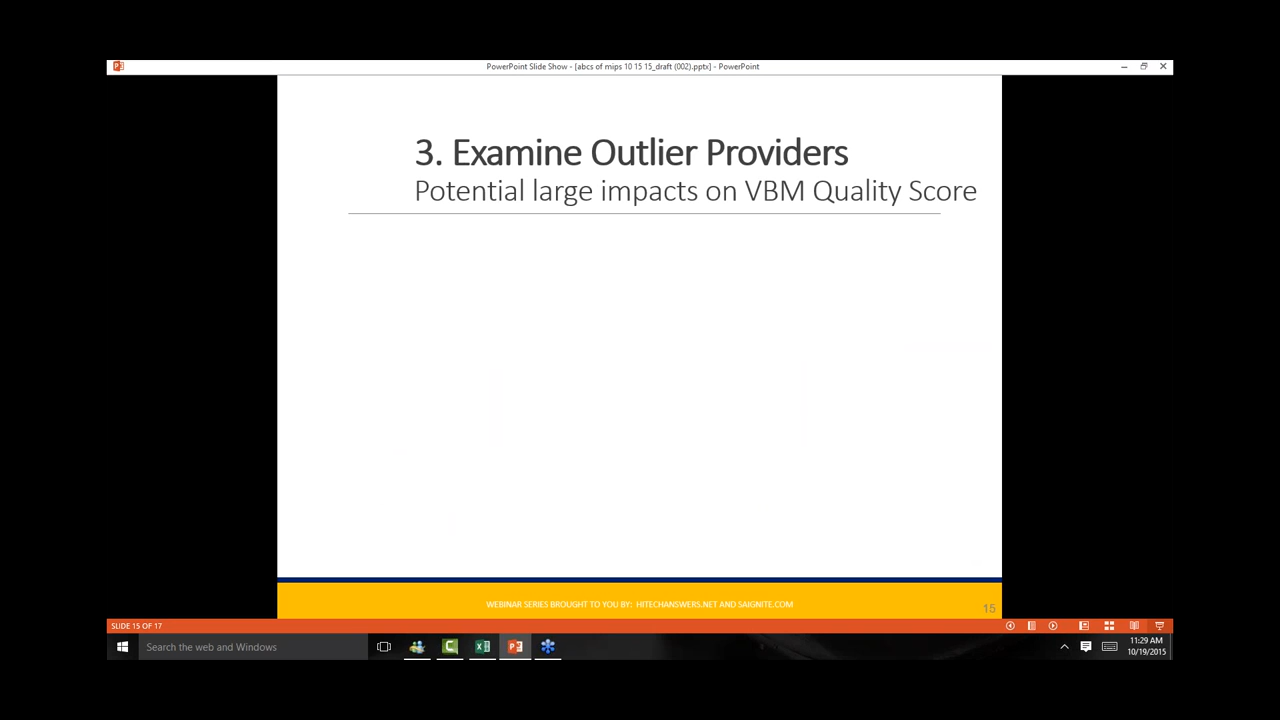 PowerPoint Slide Show - [abcs of mips 10 15 15_draft (002).pptx] - PowerPoint
3. Examine Outlier Providers
Potential large impacts on VBM Quality Score
WEBINAR SERIES BROUGHT TO YOU BY: HITECHANSWERS.NET AND SAIGNITE.COM
15
SLIDE 15 OF 17
Search the web and Windows
11:29 AM
10/19/2015